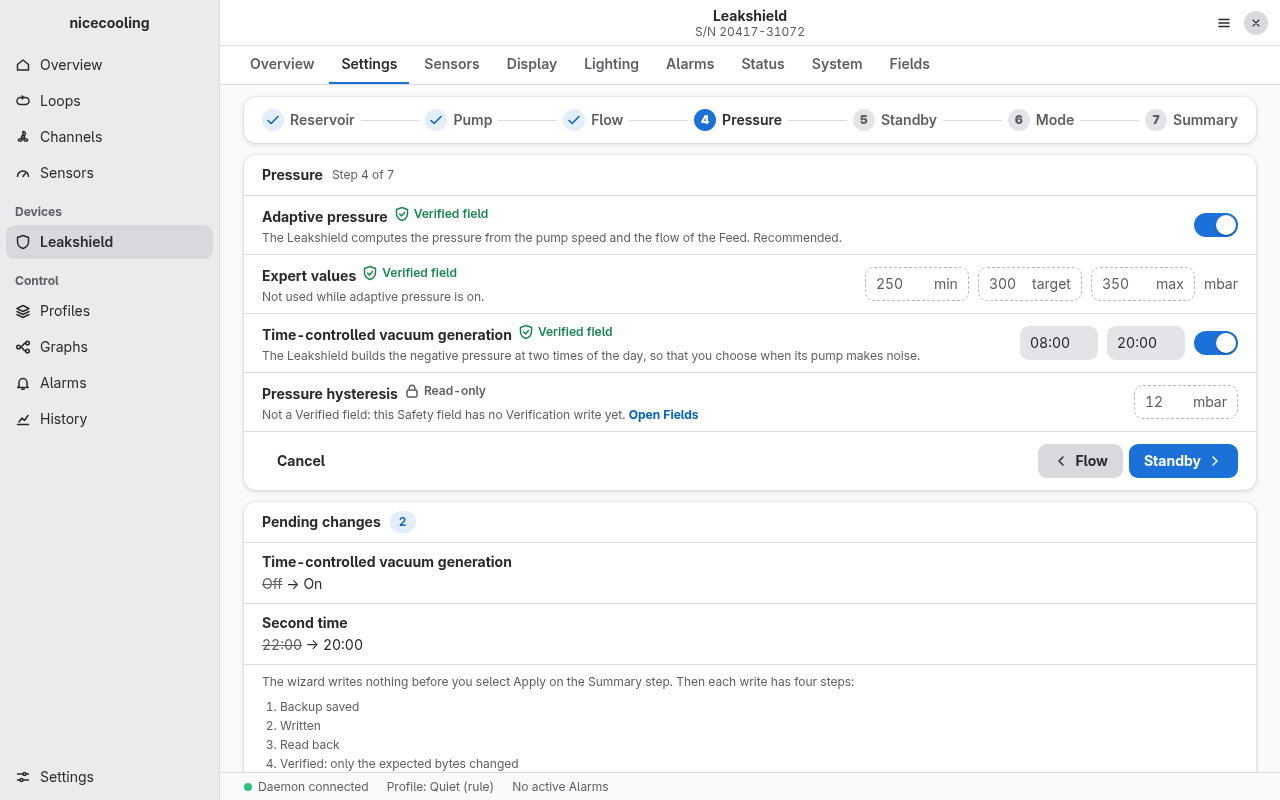 nicecooling
Overview
Loops
Channels
Sensors
Devices
Leakshield
Control
Profiles
Graphs
Alarms
History
Settings
Leakshield
S/N 20417-31072
Overview Settings Sensors Display Lighting Alarms Status System Fields
Reservoir Pump Flow 4 Pressure 5 Standby 6 Mode 7 Summary
Pressure Step 4 of 7
Adaptive pressure Verified field
The Leakshield computes the pressure from the pump speed and the flow of the Feed. Recommended.
Expert values Verified field
Not used while adaptive pressure is on.
250 min 300 target 350 max mbar
Time-controlled vacuum generation Verified field
The Leakshield builds the negative pressure at two times of the day, so that you choose when its pump makes noise.
08:00 20:00
Pressure hysteresis Read-only
Not a Verified field: this Safety field has no Verification write yet. Open Fields
12 mbar
Cancel Flow Standby
Pending changes 2
Time-controlled vacuum generation
Off → On
Second time
22:00 → 20:00
The wizard writes nothing before you select Apply on the Summary step. Then each write has four steps:
1. Backup saved
2. Written
3. Read back
4. Verified: only the expected bytes changed
Daemon connected Profile: Quiet (rule) No active Alarms